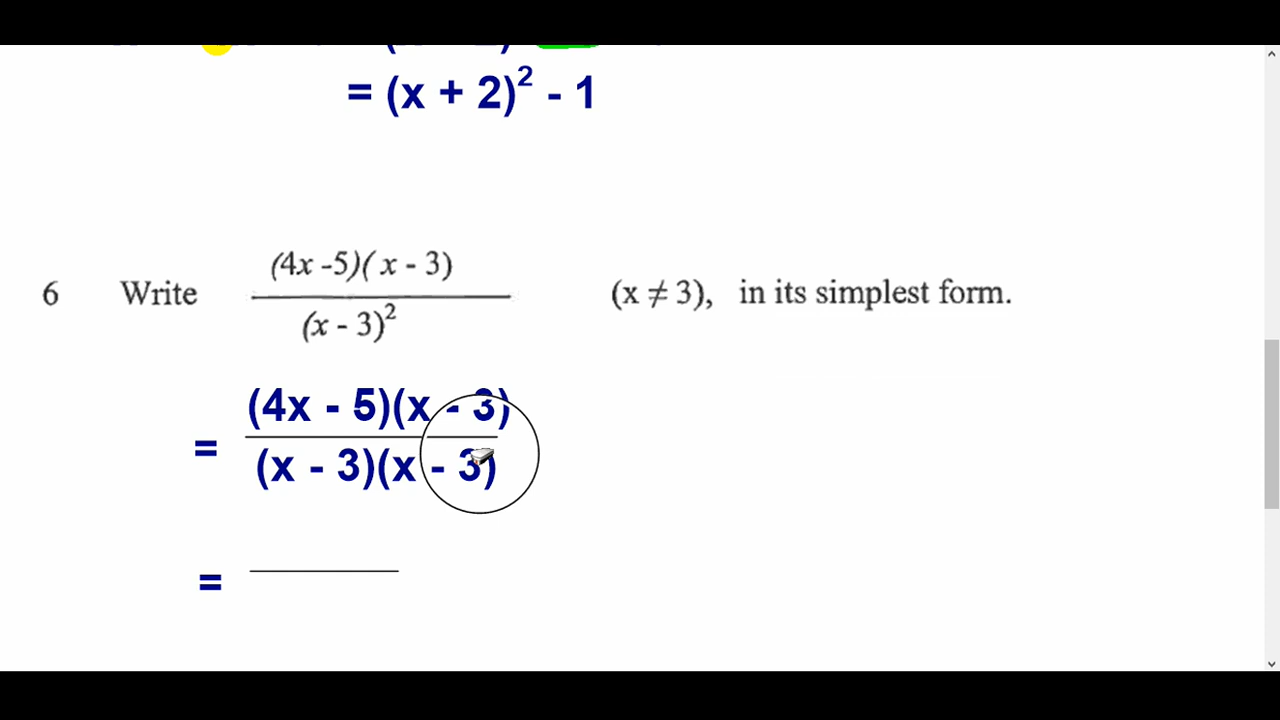 = (x + 2)² - 1
6 Write (4x -5)( x - 3) (x ≠ 3), in its simplest form.
(x - 3)²
(4x - 5)(x - 3)
=
(x - 3)(x - 3)
=